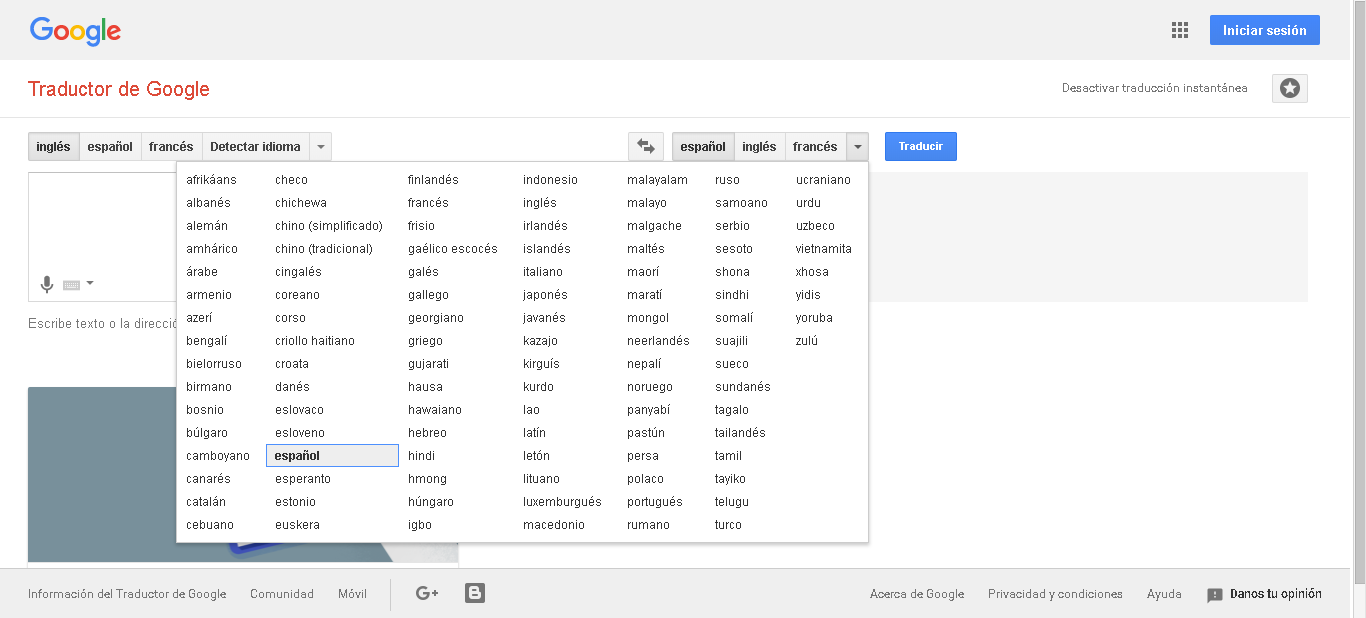 Google
Iniciar sesión
Traductor de Google
Desactivar traducción instantánea
inglés español francés Detectar idioma
español inglés francés Traducir
afrikáans checo finlandés indonesio malayalam ruso ucraniano
albanés chichewa francés inglés malayo samoano urdu
alemán chino (simplificado) frisio irlandés malgache serbio uzbeco
amhárico chino (tradicional) gaélico escocés islandés maltés sesoto vietnamita
árabe cingalés galés italiano maorí shona xhosa
armenio coreano gallego japonés maratí sindhi yidis
azerí corso georgiano javanés mongol somalí yoruba
bengalí criollo haitiano griego kazajo neerlandés suajili zulú
bielorruso croata gujarati kirguís nepalí sueco
birmano danés hausa kurdo noruego sundanés
bosnio eslovaco hawaiano lao panyabí tagalo
búlgaro esloveno hebreo latín pastún tailandés
camboyano español hindi letón persa tamil
canarés esperanto hmong lituano polaco tayiko
catalán estonio húngaro luxemburgués portugués telugu
cebuano euskera igbo macedonio rumano turco
Escribe texto o la direcció
Información del Traductor de Google Comunidad Móvil G+ B Acerca de Google Privacidad y condiciones Ayuda Danos tu opinión